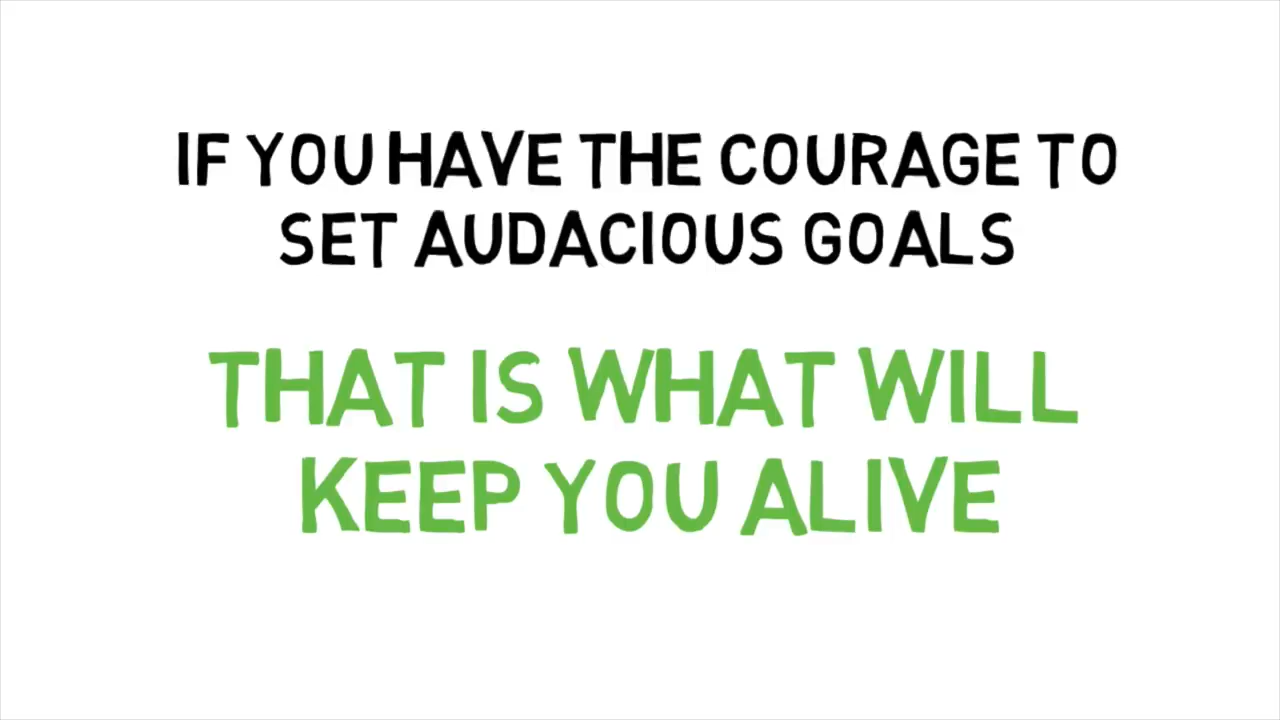 IF YOU HAVE THE COURAGE TO
SET AUDACIOUS GOALS
THAT IS WHAT WILL
KEEP YOU ALIVE